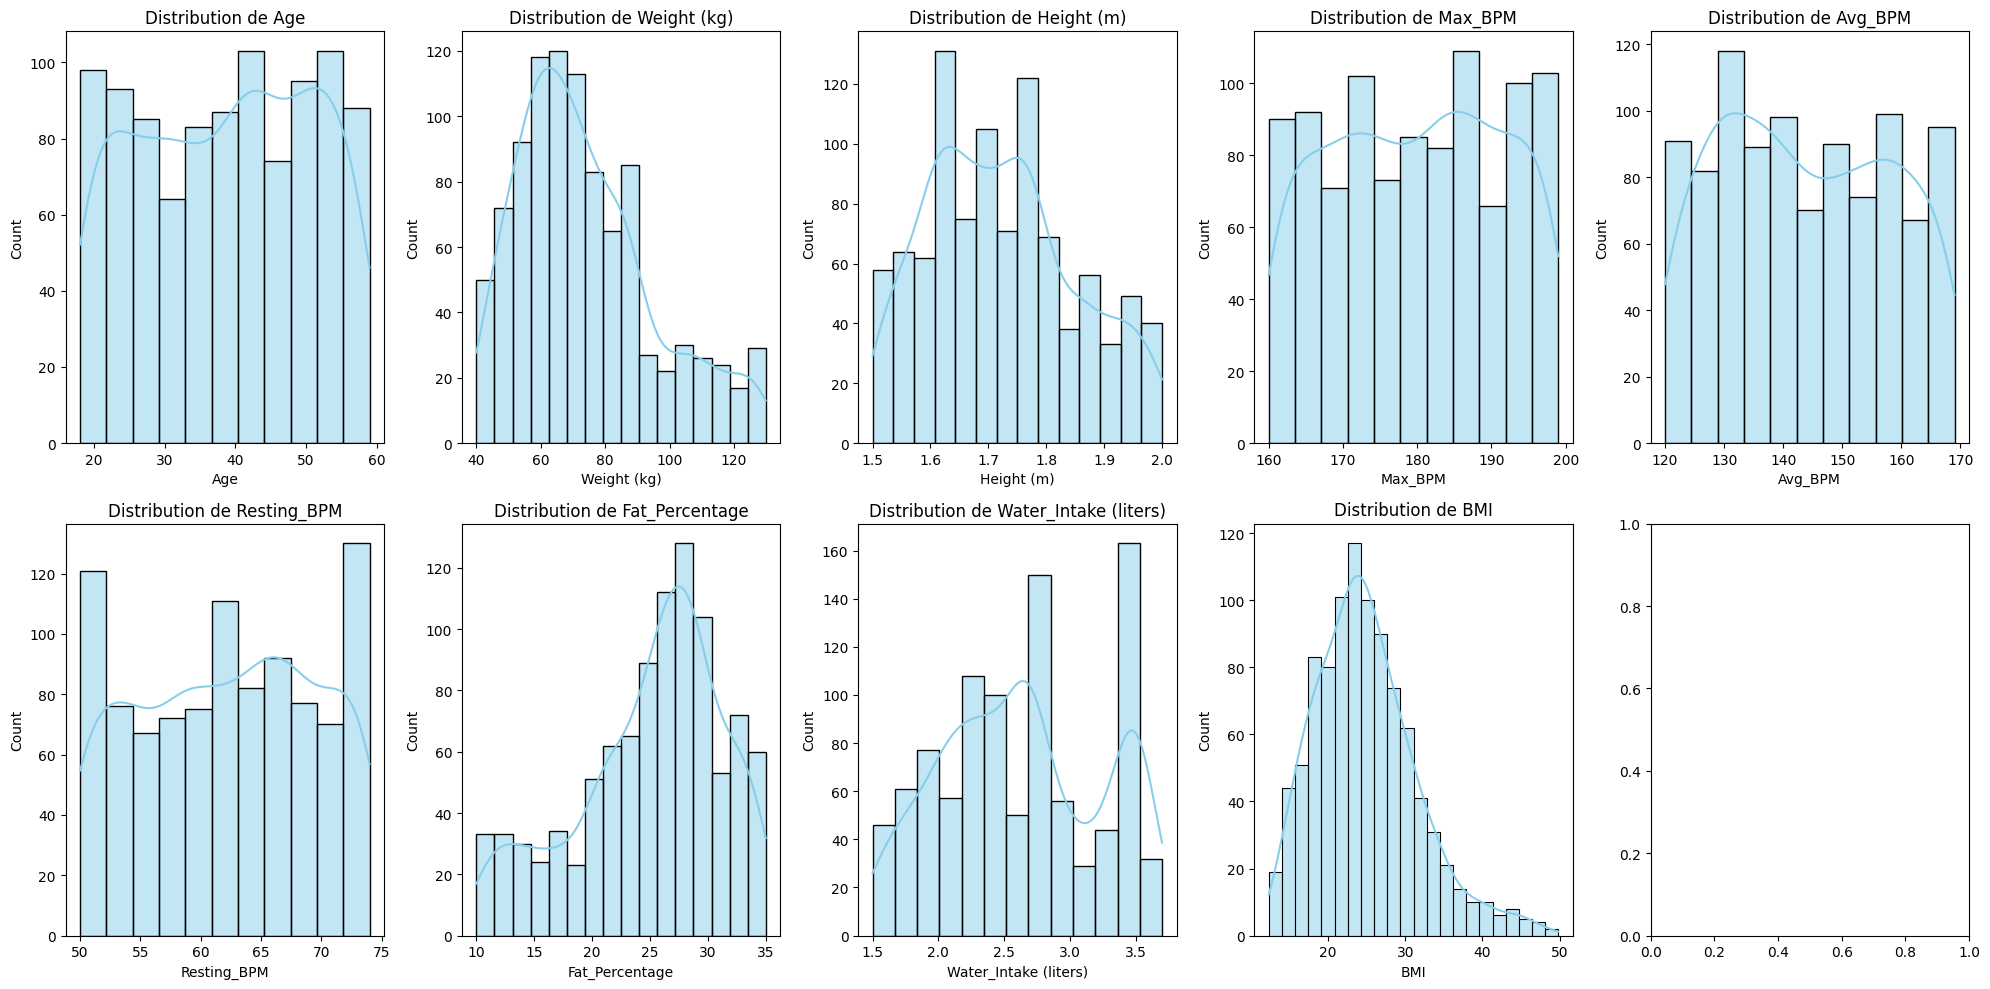 Distribution de Age
Count
0
20
40
60
80
100
20 30 40 50 60
Age
Distribution de Weight (kg)
Count
0
20
40
60
80
100
120
40 60 80 100 120
Weight (kg)
Distribution de Height (m)
Count
0
20
40
60
80
100
120
1.5 1.6 1.7 1.8 1.9 2.0
Height (m)
Distribution de Max_BPM
Count
0
20
40
60
80
100
160 170 180 190 200
Max_BPM
Distribution de Avg_BPM
Count
0
20
40
60
80
100
120
120 130 140 150 160 170
Avg_BPM
Distribution de Resting_BPM
Count
0
20
40
60
80
100
120
50 55 60 65 70 75
Resting_BPM
Distribution de Fat_Percentage
Count
0
20
40
60
80
100
120
10 15 20 25 30 35
Fat_Percentage
Distribution de Water_Intake (liters)
Count
0
20
40
60
80
100
120
140
160
1.5 2.0 2.5 3.0 3.5
Water_Intake (liters)
Distribution de BMI
Count
0
20
40
60
80
100
120
20 30 40 50
BMI
0.0
0.2
0.4
0.6
0.8
1.0
0.0 0.2 0.4 0.6 0.8 1.0